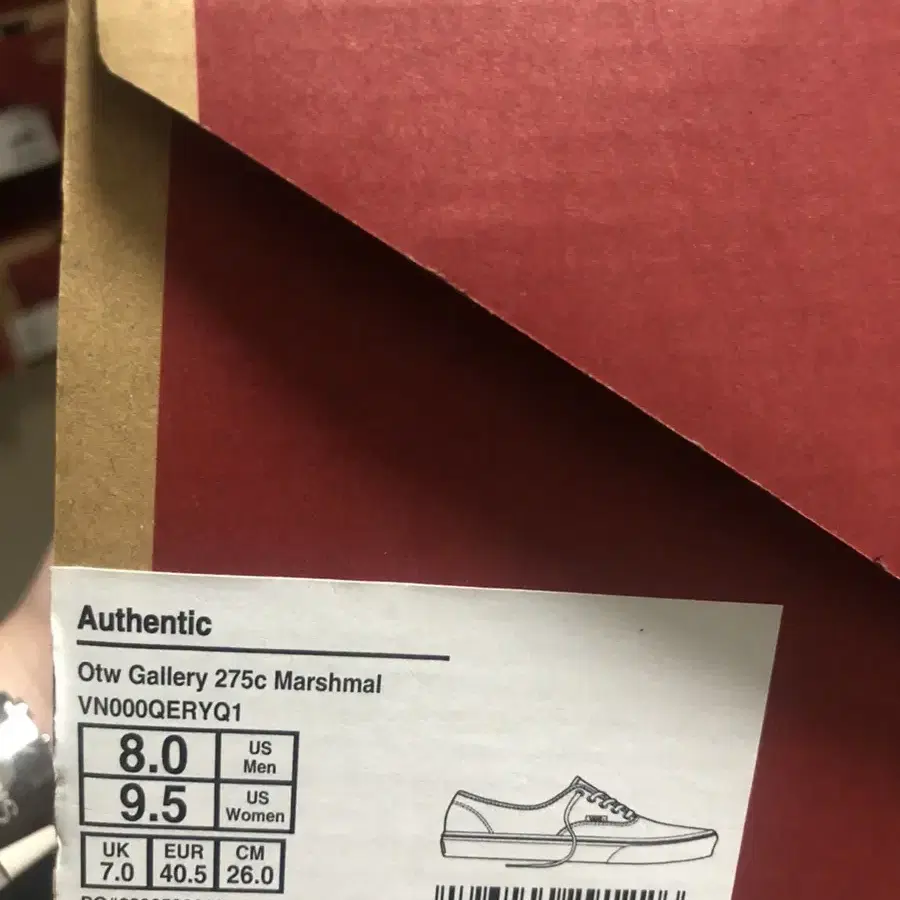 Authentic
Otw Gallery 275c Marshmal
VN000QERYQ1
8.0 US Men
9.5 US Women
UK EUR CM
7.0 40.5 26.0